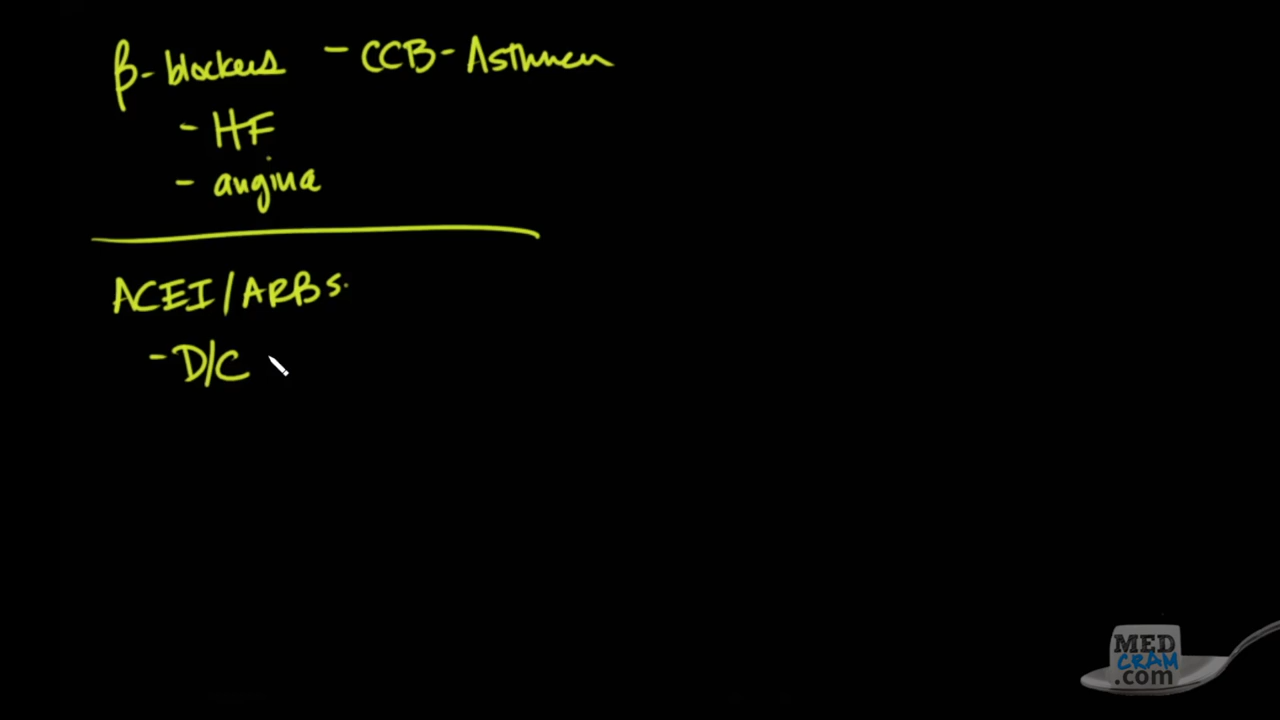 β-blockers - CCB- Asthma
- HF
- angina
ACEI/ARBs.
- D/C
MED
CRAM
.com